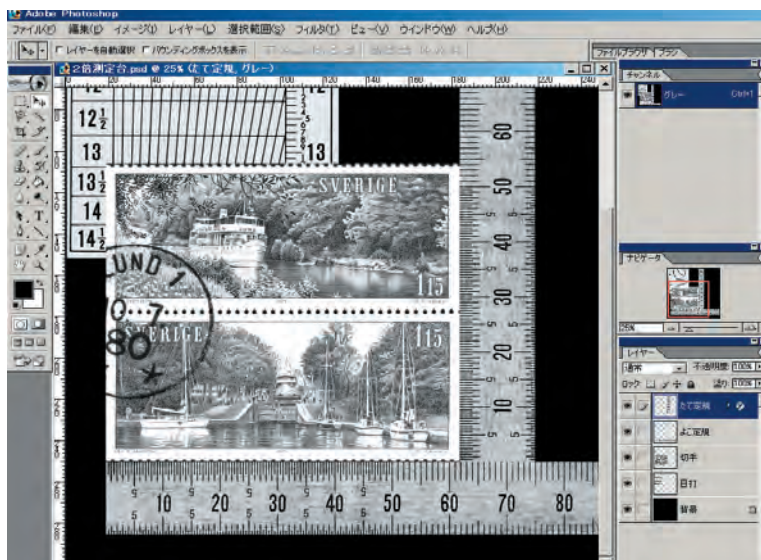 Adobe Photoshop
ファイル(F) 編集(E) イメージ(I) レイヤー(L) 選択範囲(S) フィルタ(T) ビュー(V) ウインドウ(W) ヘルプ(H)
レイヤーを自動選択 バウンディングボックスを表示
ファイルブラウザ ブラシ
2倍測定台.psd @ 25% (たて定規, グレー)
チャンネル
グレー Ctrl+1
12 12
12½
13 13
13½
14
14½
SVERIGE
115
UND 1
10.-7
80
SVERIGE
115
60
50
40
30
20
10
10 20 30 40 50 60 70 80
ナビゲータ
25%
レイヤー
通常 不透明度: 100%
ロック: 塗り: 100%
たて定規
よこ定規
切手
目打
背景